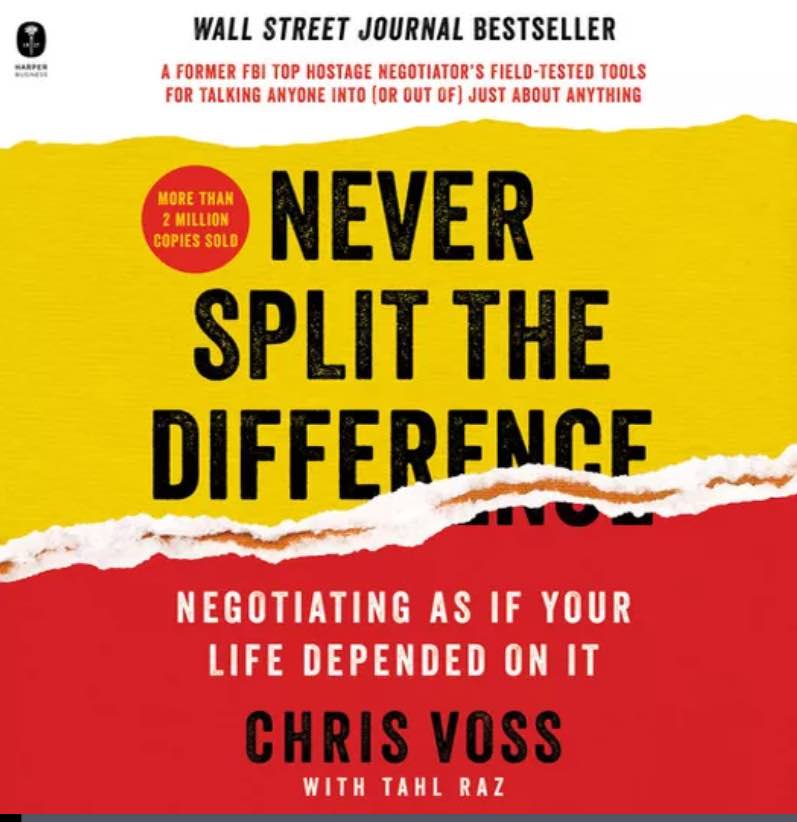 WALL STREET JOURNAL BESTSELLER
HARPER
BUSINESS
A FORMER FBI TOP HOSTAGE NEGOTIATOR'S FIELD-TESTED TOOLS
FOR TALKING ANYONE INTO (OR OUT OF) JUST ABOUT ANYTHING
MORE THAN
2 MILLION
COPIES SOLD
NEVER
SPLIT THE
DIFFERENCE
NEGOTIATING AS IF YOUR
LIFE DEPENDED ON IT
CHRIS VOSS
WITH TAHL RAZ